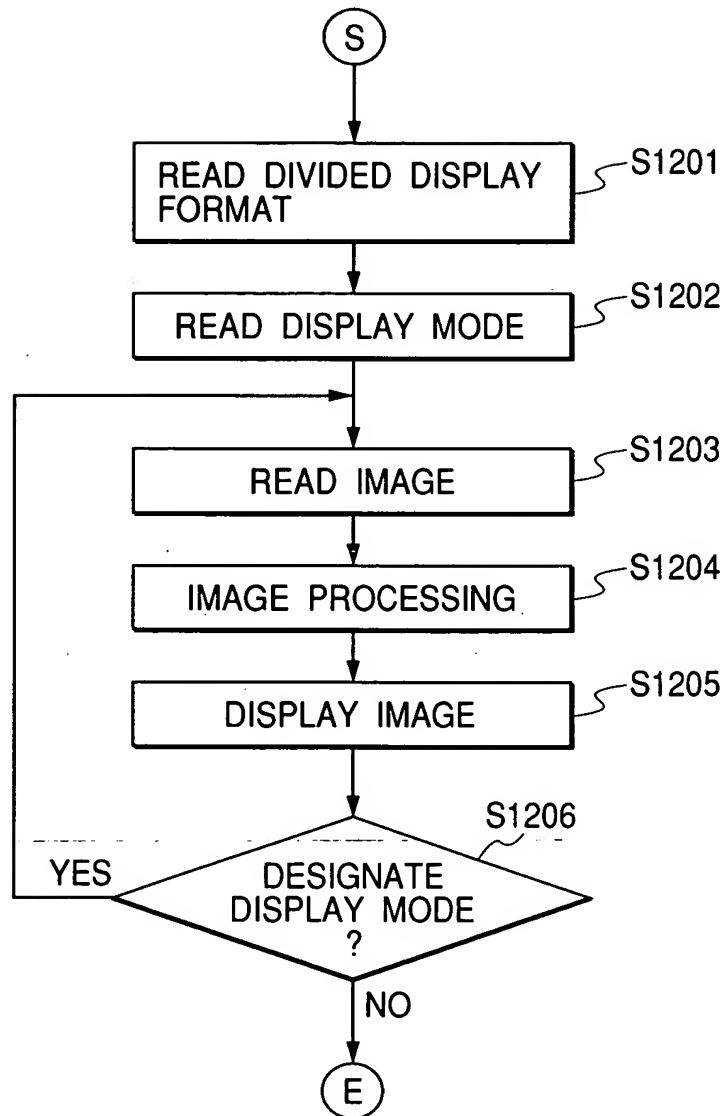 S
READ DIVIDED DISPLAY
FORMAT
S1201
READ DISPLAY MODE
S1202
READ IMAGE
S1203
IMAGE PROCESSING
S1204
DISPLAY IMAGE
S1205
S1206
YES
DESIGNATE
DISPLAY MODE
?
NO
E